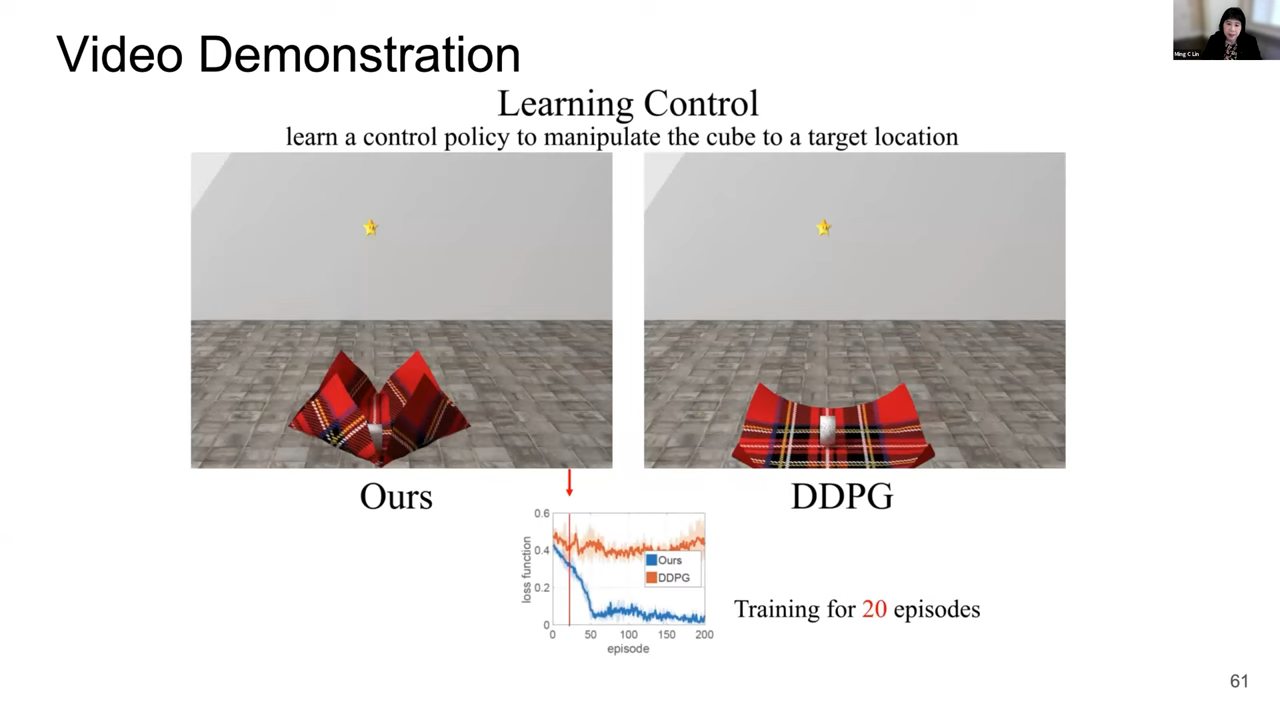 Video Demonstration
Ming C Lin
Learning Control
learn a control policy to manipulate the cube to a target location
Ours
DDPG
0.6
0.4
0.2
0
loss function
Ours
DDPG
0 50 100 150 200
episode
Training for 20 episodes
61